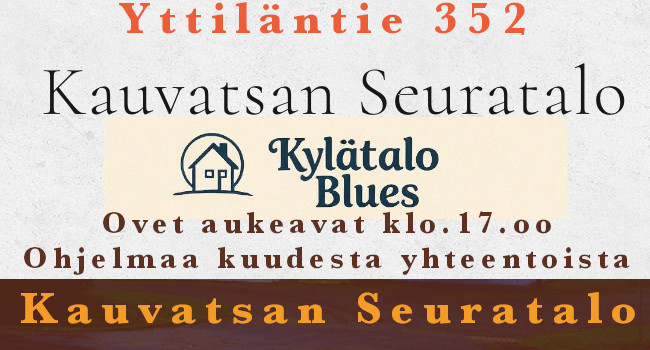 Yttiläntie 352
Kauvatsan Seuratalo
Kylätalo
Blues
Ovet aukeavat klo.17.oo
Ohjelmaa kuudesta yhteentoista
Kauvatsan Seuratalo